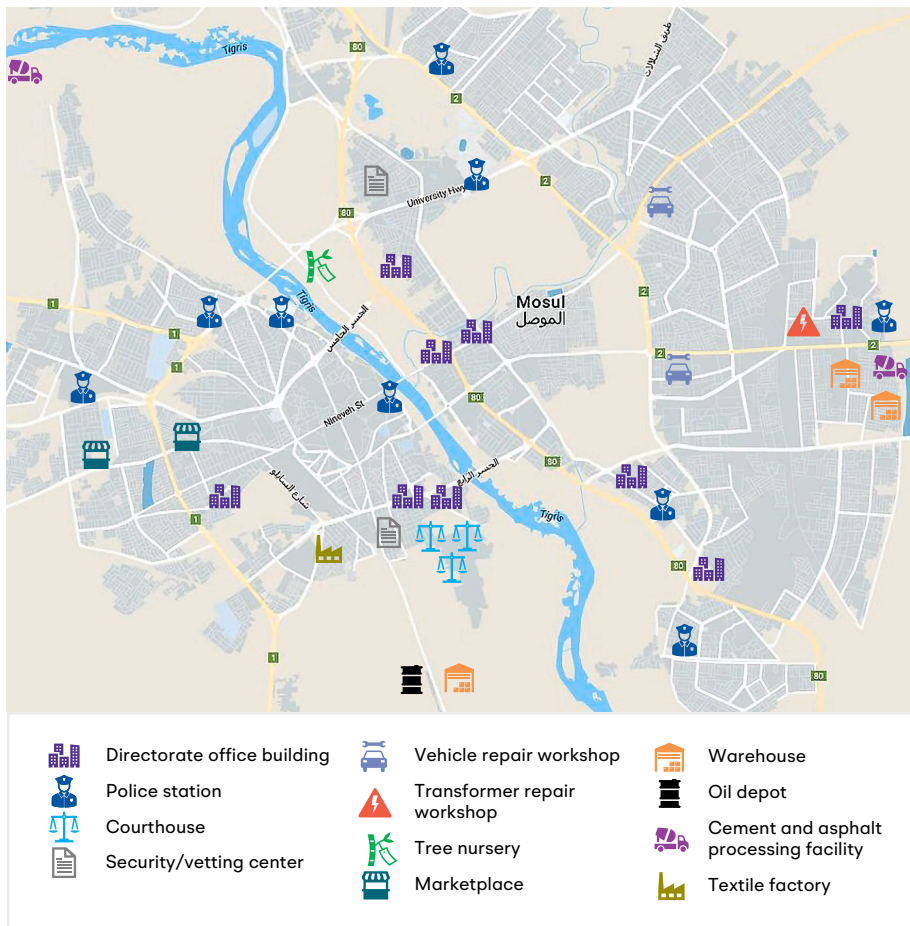 Tigris
80
طريق الشلالات
2
University Hwy
2
80
2
1
Tigris
الجسر الخامس
Mosul
الموصل
1
2
2
1
80
Nineveh St
الجسر الرابع
80
1
Tigris
80
1
80
Directorate office building
Police station
Courthouse
Security/vetting center
Vehicle repair workshop
Transformer repair
workshop
Tree nursery
Marketplace
Warehouse
Oil depot
Cement and asphalt
processing facility
Textile factory